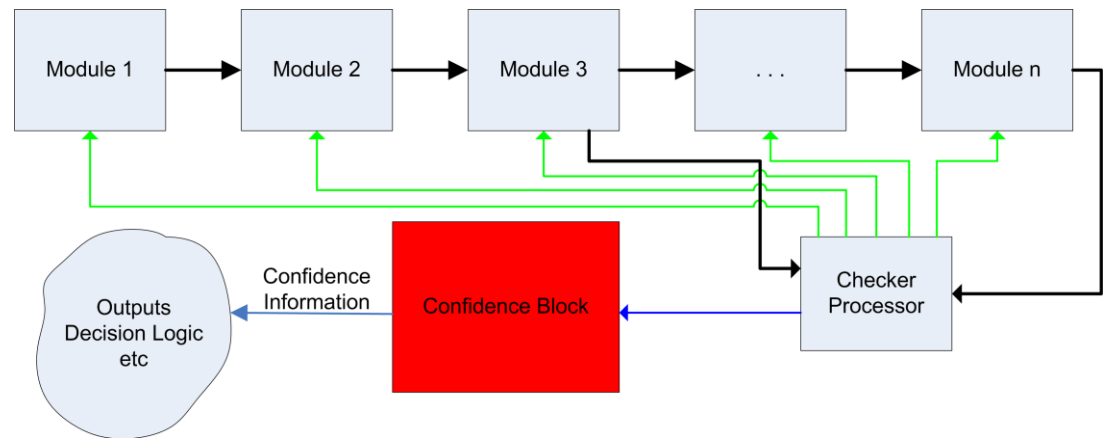 Module 1
Module 2
Module 3
. . .
Module n
Confidence
Information
Outputs
Decision Logic
etc
Confidence Block
Checker
Processor